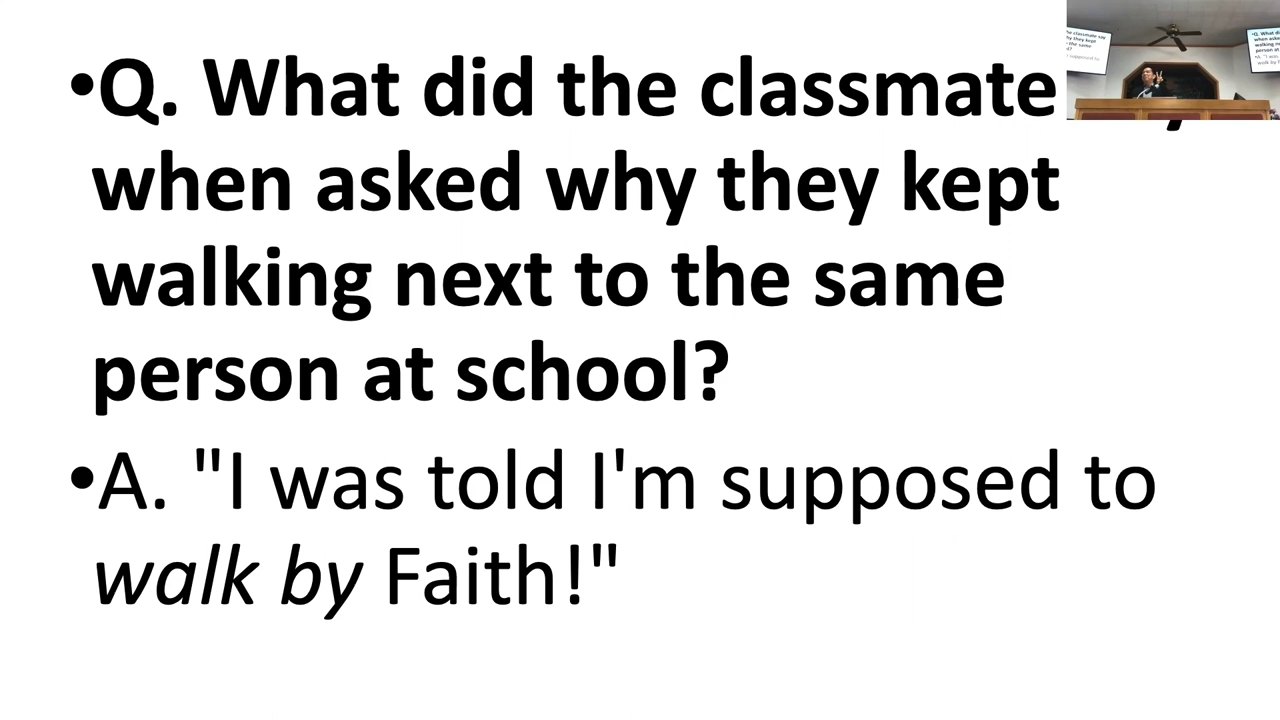 •Q. What did the classmate
when asked why they kept
walking next to the same
person at school?
•A. "I was told I'm supposed to
walk by Faith!"